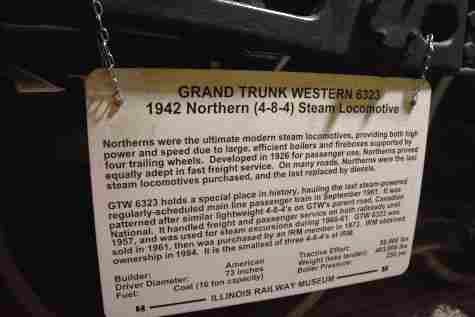 GRAND TRUNK WESTERN 6323
1942 Northern (4-8-4) Steam Locomotive
Northerns were the ultimate modern steam locomotives, providing both high
power and speed due to large, efficient boilers and fireboxes supported by
four trailing wheels. Developed in 1926 for passenger use, Northerns proved
equally adept in fast freight service. On many roads, Northerns were the last
steam locomotives purchased, and the last replaced by diesels.
GTW 6323 holds a special place in history, hauling the last steam-powered
regularly-scheduled main line passenger train in September 1961. It was
patterned after similar lightweight 4-8-4's on GTW's parent road, Canadian
National. It handled freight and passenger service on both railroads until
1957, and was used for steam excursions during 1960-61. GTW 6323 was
sold in 1961, then was purchased by an IRM member in 1973. IRM obtained
ownership in 1984. It is the smallest of three 4-8-4's at IRM.
Builder: American Tractive Effort:
Driver Diameter: 73 inches Weight (less tender):
Fuel: Coal (16 ton capacity) Boiler Pressure:
ILLINOIS RAILWAY MUSEUM